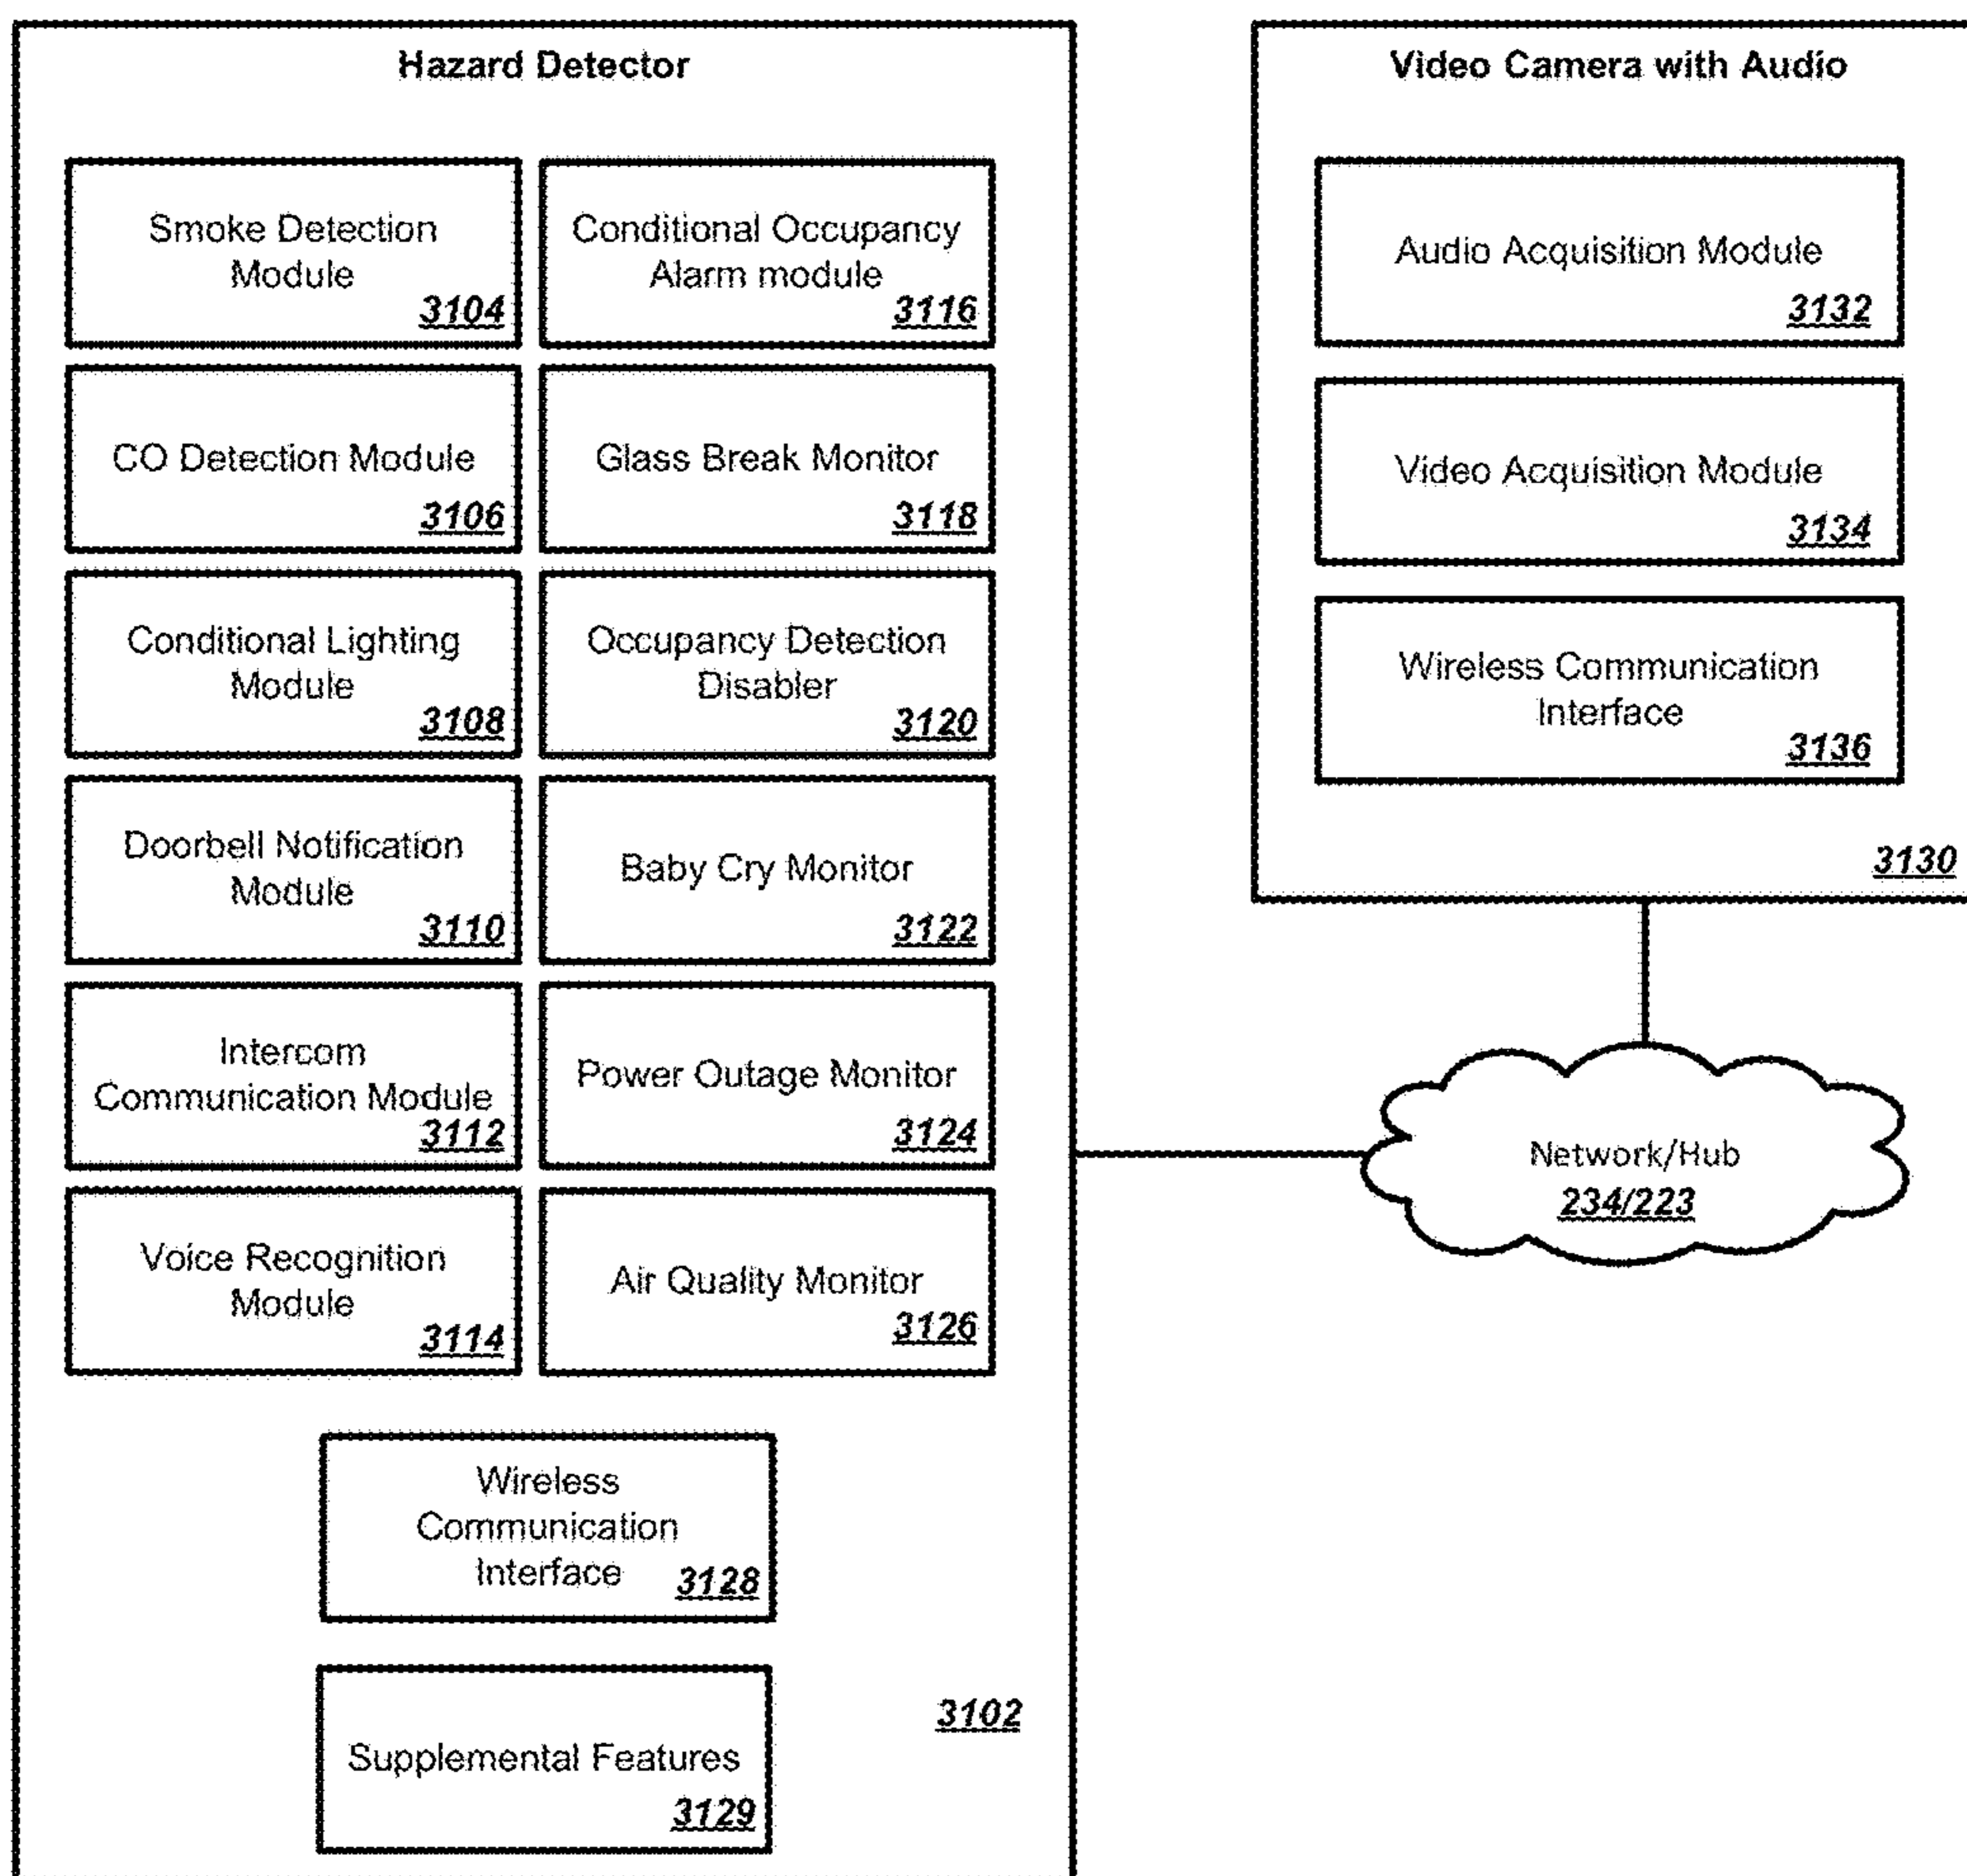 Hazard Detector
Smoke Detection
Module
3104
Conditional Occupancy
Alarm module
3116
CO Detection Module
3106
Glass Break Monitor
3118
Conditional Lighting
Module
3108
Occupancy Detection
Disabler
3120
Doorbell Notification
Module
3110
Baby Cry Monitor
3122
Intercom
Communication Module
3112
Power Outage Monitor
3124
Voice Recognition
Module
3114
Air Quality Monitor
3126
Wireless
Communication
Interface
3128
3102
Supplemental Features
3129
Video Camera with Audio
Audio Acquisition Module
3132
Video Acquisition Module
3134
Wireless Communication
Interface
3136
3130
Network/Hub
234/223